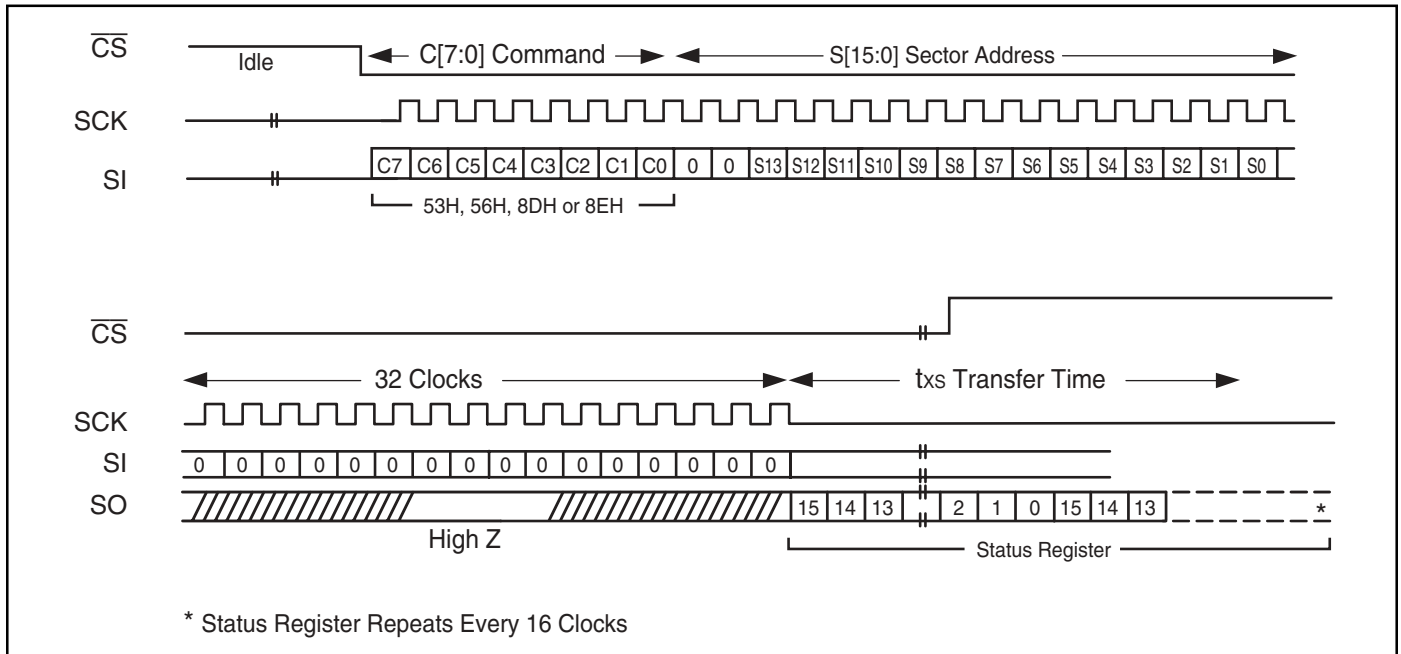 CS
Idle
C[7:0] Command
S[15:0] Sector Address
SCK
SI
C7 C6 C5 C4 C3 C2 C1 C0 0 0 S13 S12 S11 S10 S9 S8 S7 S6 S5 S4 S3 S2 S1 S0
53H, 56H, 8DH or 8EH
CS
32 Clocks
txs Transfer Time
SCK
SI
0 0 0 0 0 0 0 0 0 0 0 0 0 0 0 0
SO
15 14 13 2 1 0 15 14 13 *
High Z
Status Register
* Status Register Repeats Every 16 Clocks